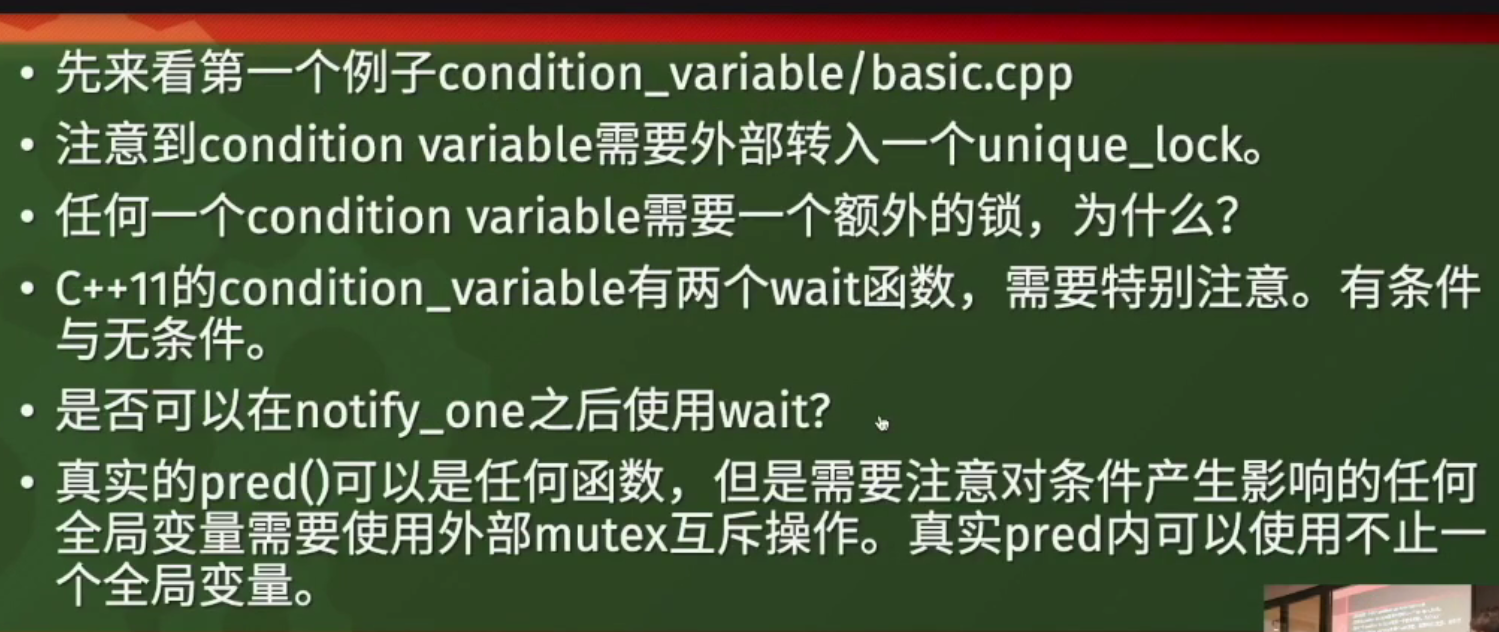 • 先来看第一个例子condition_variable/basic.cpp
• 注意到condition variable需要外部转入一个unique_lock。
• 任何一个condition variable需要一个额外的锁，为什么？
• C++11的condition_variable有两个wait函数，需要特别注意。有条件
与无条件。
• 是否可以在notify_one之后使用wait？
• 真实的pred()可以是任何函数，但是需要注意对条件产生影响的任何
全局变量需要使用外部mutex互斥操作。真实pred内可以使用不止一
个全局变量。